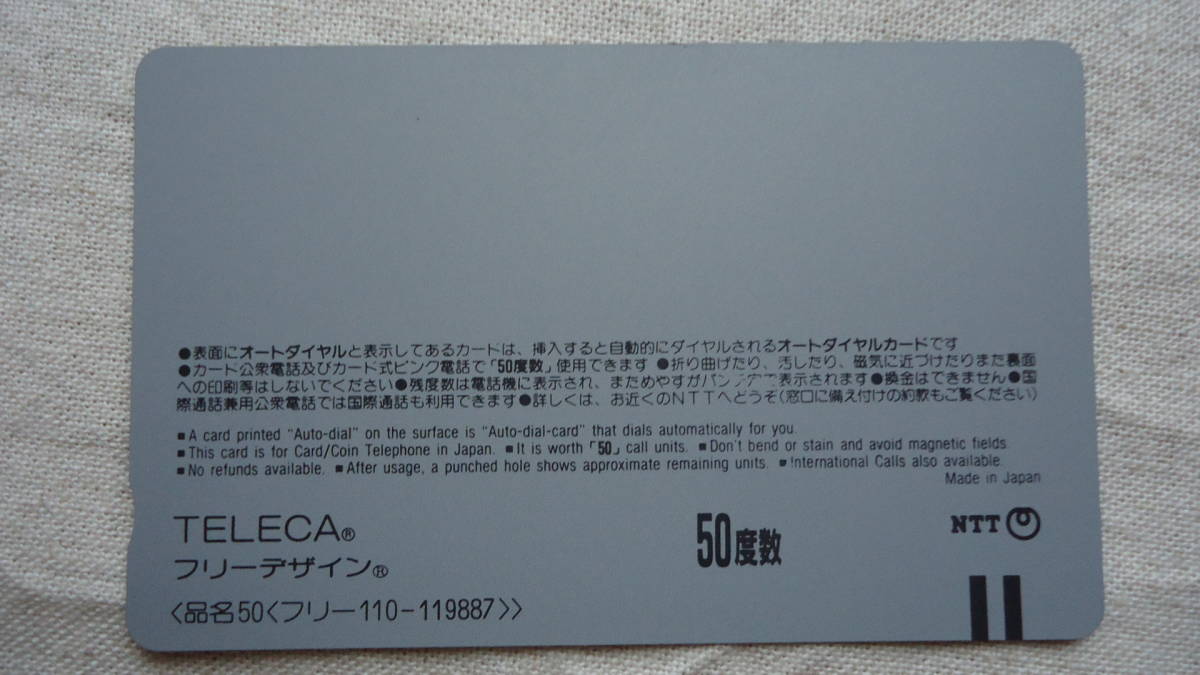 ●表面にオートダイヤルと表示してあるカードは、挿入すると自動的にダイヤルされるオートダイヤルカードです
●カード公衆電話及びカード式ピンク電話で「50度数」使用できます ●折り曲げたり、汚したり、磁気に近づけたりまた裏面
への印刷等はしないでください●残度数は電話機に表示され、まためやすがパンチ穴で表示されます●換金はできません●国
際通話兼用公衆電話では国際通話も利用できます●詳しくは、お近くのNTTへどうぞ(窓口に備え付けの約款もご覧ください)
■A card printed “Auto-dial” on the surface is “Auto-dial-card” that dials automatically for you.
■This card is for Card/Coin Telephone in Japan. ■It is worth「50」call units. ■Don't bend or stain and avoid magnetic fields.
■No refunds available. ■After usage, a punched hole shows approximate remaining units. ■International Calls also available.
Made in Japan
TELECA®
フリーデザイン®
50度数
NTT
〈品名50〈フリー110-119887〉〉